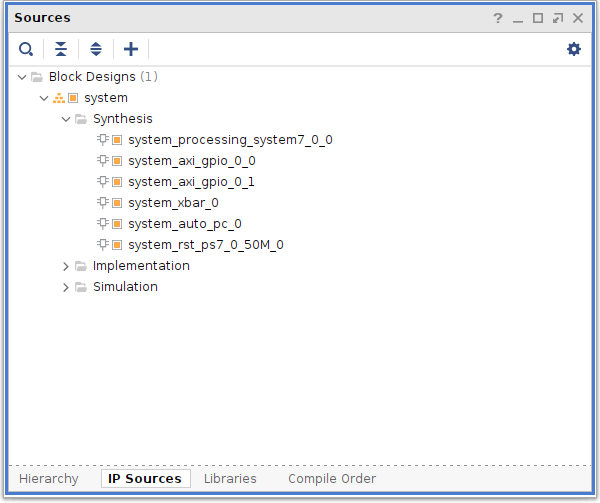 Sources
Block Designs (1)
system
Synthesis
system_processing_system7_0_0
system_axi_gpio_0_0
system_axi_gpio_0_1
system_xbar_0
system_auto_pc_0
system_rst_ps7_0_50M_0
Implementation
Simulation
Hierarchy IP Sources Libraries Compile Order